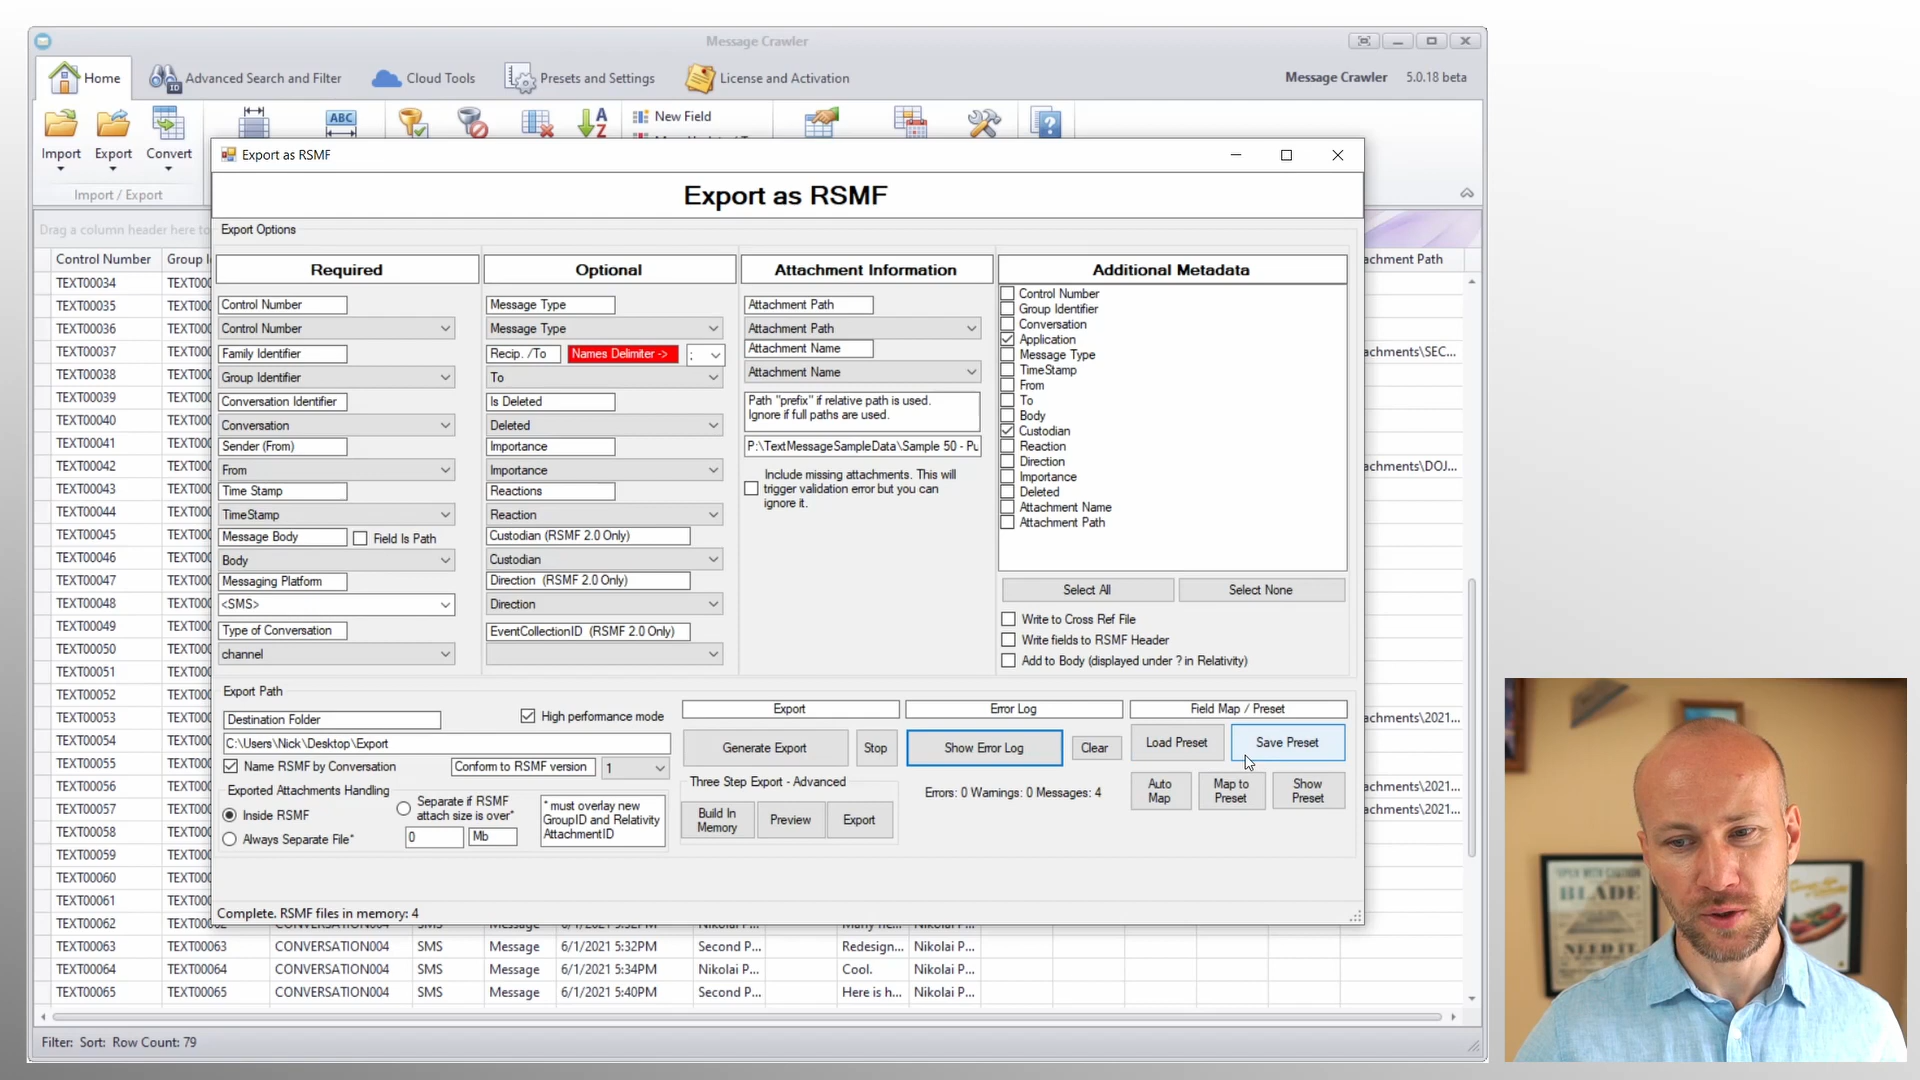 Message Crawler
Home
Advanced Search and Filter
Cloud Tools
Presets and Settings
License and Activation
Message Crawler 5.0.18 beta
ABC
New Field
Import
Export
Convert
Import / Export
Export as RSMF
Export as RSMF
Export Options
Drag a column header here to
Control Number
Required
Control Number
Control Number
Family Identifier
Group Identifier
Conversation Identifier
Conversation
Sender (From)
From
Time Stamp
TimeStamp
Message Body
Field Is Path
Body
Messaging Platform
<SMS>
Type of Conversation
channel
Optional
Message Type
Message Type
Recip. /To
Names Delimiter ->
;
To
Is Deleted
Deleted
Importance
Importance
Reactions
Reaction
Custodian (RSMF 2.0 Only)
Custodian
Direction (RSMF 2.0 Only)
Direction
EventCollectionID (RSMF 2.0 Only)
Attachment Information
Attachment Path
Attachment Path
Attachment Name
Attachment Name
Path "prefix" if relative path is used.
Ignore if full paths are used.
P:\TextMessageSampleData\Sample 50 - Pu
Include missing attachments. This will
trigger validation error but you can
ignore it.
Additional Metadata
Control Number
Group Identifier
Conversation
Application
Message Type
TimeStamp
From
To
Body
Custodian
Reaction
Direction
Importance
Deleted
Attachment Name
Attachment Path
Select All
Select None
Write to Cross Ref File
Write fields to RSMF Header
Add to Body (displayed under ? in Relativity)
Export Path
Destination Folder
High performance mode
C:\Users\Nick\Desktop\Export
Name RSMF by Conversation
Conform to RSMF version
1
Exported Attachments Handling
Inside RSMF
Always Separate File*
Separate if RSMF
attach size is over*
0
Mb
* must overlay new
GroupID and Relativity
AttachmentID
Export
Generate Export
Stop
Three Step Export - Advanced
Build In
Memory
Preview
Export
Error Log
Show Error Log
Clear
Errors: 0 Warnings: 0 Messages: 4
Field Map / Preset
Load Preset
Save Preset
Auto
Map
Map to
Preset
Show
Preset
Complete. RSMF files in memory: 4
TEXT00034
TEXT00035
TEXT00036
TEXT00037
TEXT00038
TEXT00039
TEXT00040
TEXT00041
TEXT00042
TEXT00043
TEXT00044
TEXT00045
TEXT00046
TEXT00047
TEXT00048
TEXT00049
TEXT00050
TEXT00051
TEXT00052
TEXT00053
TEXT00054
TEXT00055
TEXT00056
TEXT00057
TEXT00058
TEXT00059
TEXT00060
TEXT00061
TEXT00062
TEXT00063 TEXT00063 CONVERSATION004 SMS Message 6/1/2021 5:32PM Second P... Redesign... Nikolai P...
TEXT00064 TEXT00064 CONVERSATION004 SMS Message 6/1/2021 5:34PM Nikolai P... Cool. Nikolai P...
TEXT00065 TEXT00065 CONVERSATION004 SMS Message 6/1/2021 5:40PM Second P... Here is h... Nikolai P...
Filter: Sort: Row Count: 79
BLADE
NEED IT